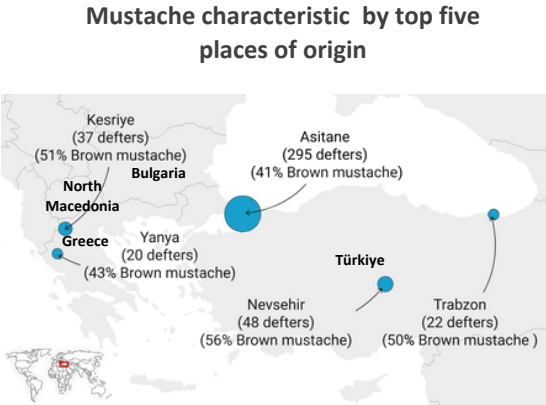 Mustache characteristic by top five
places of origin
Kesriye
(37 defters)
(51% Brown mustache)
Asitane
(295 defters)
(41% Brown mustache)
Bulgaria
North
Macedonia
Greece
Yanya
(20 defters)
(43% Brown mustache)
Türkiye
Nevsehir
(48 defters)
(56% Brown mustache)
Trabzon
(22 defters)
(50% Brown mustache )